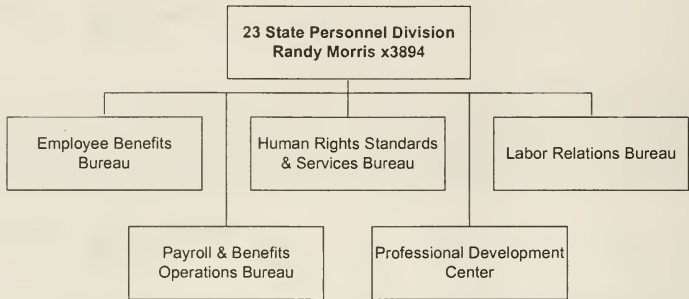 23 State Personnel Division
Randy Morris x3894
Employee Benefits
Bureau
Human Rights Standards
& Services Bureau
Labor Relations Bureau
Payroll & Benefits
Operations Bureau
Professional Development
Center